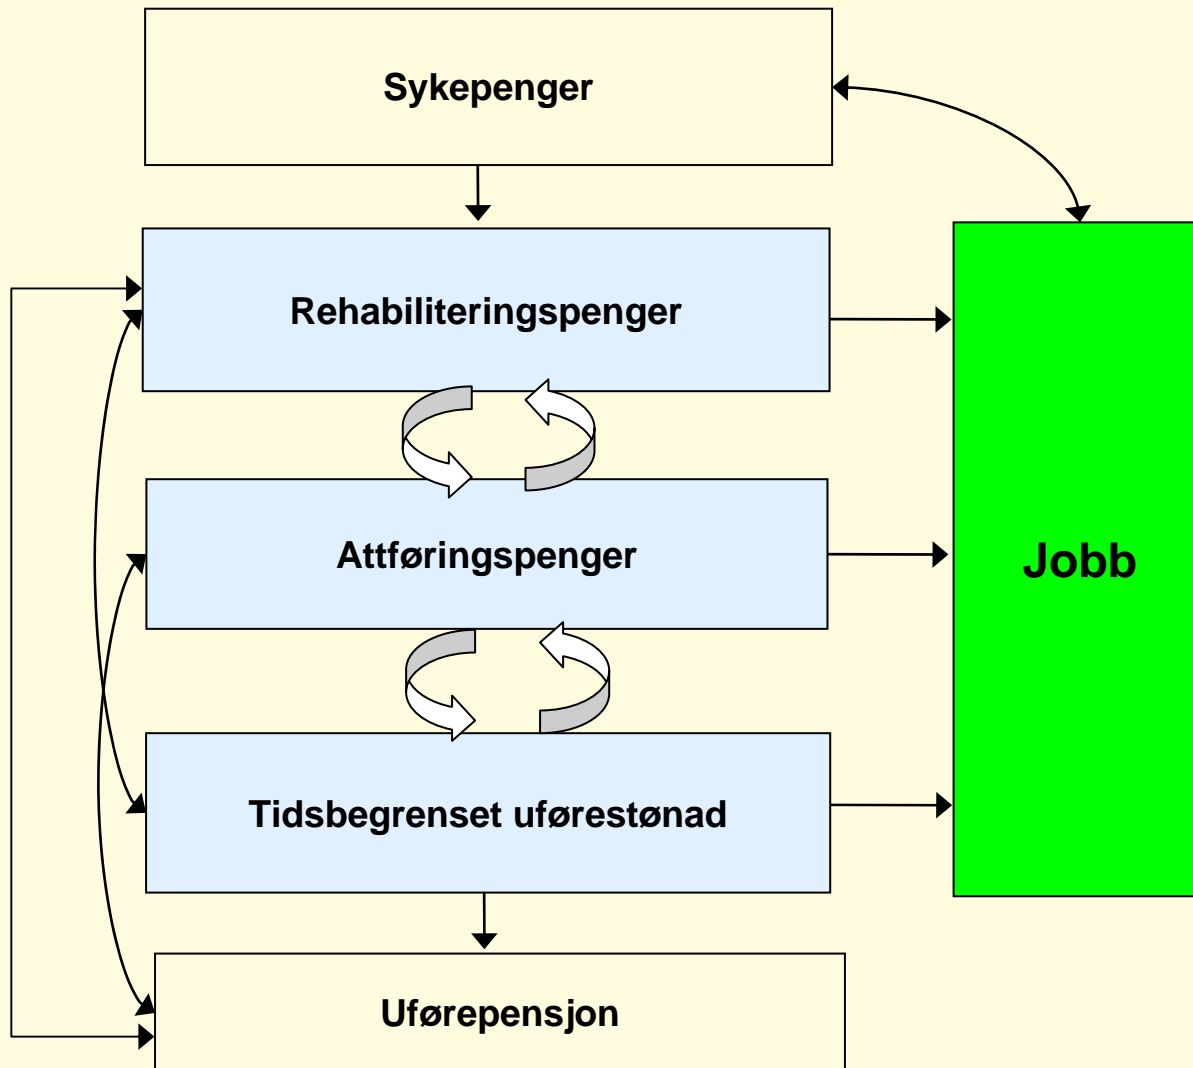 Sykepenger
Rehabiliteringspenger
Attføringspenger
Jobb
Tidsbegrenset uførestønad
Uførepensjon